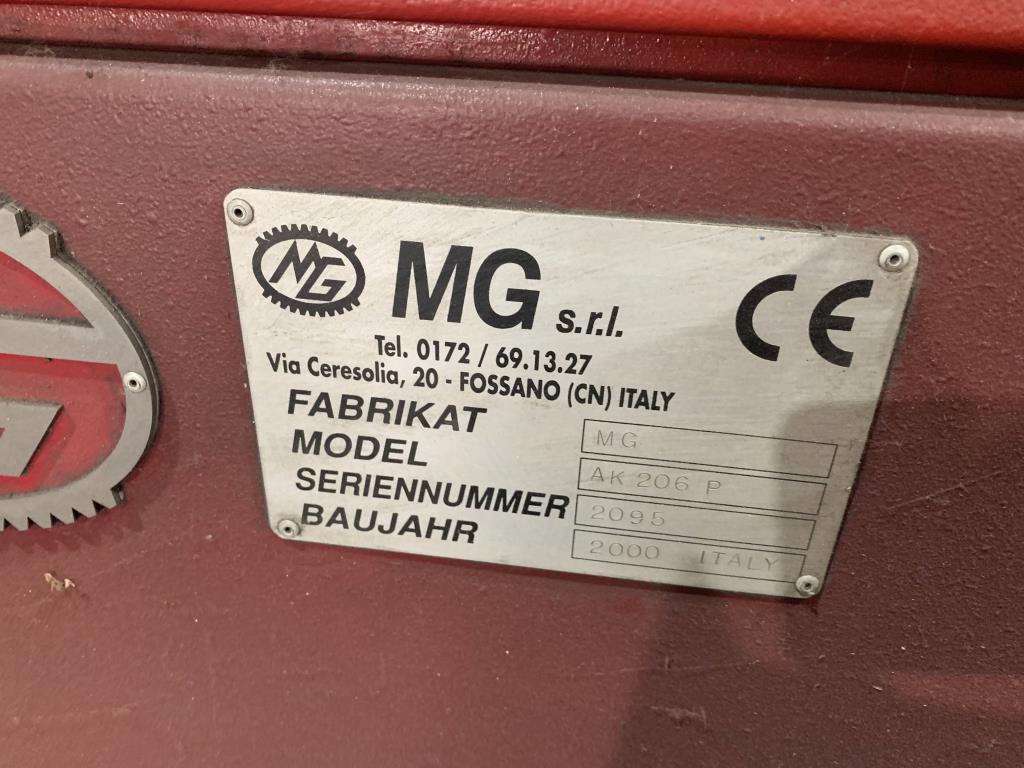 MG
MG s.r.l.
CE
Tel. 0172 / 69.13.27
Via Ceresolia, 20 - FOSSANO (CN) ITALY
FABRIKAT MG
MODEL AK 206 P
SERIENNUMMER 2095
BAUJAHR 2000 ITALY